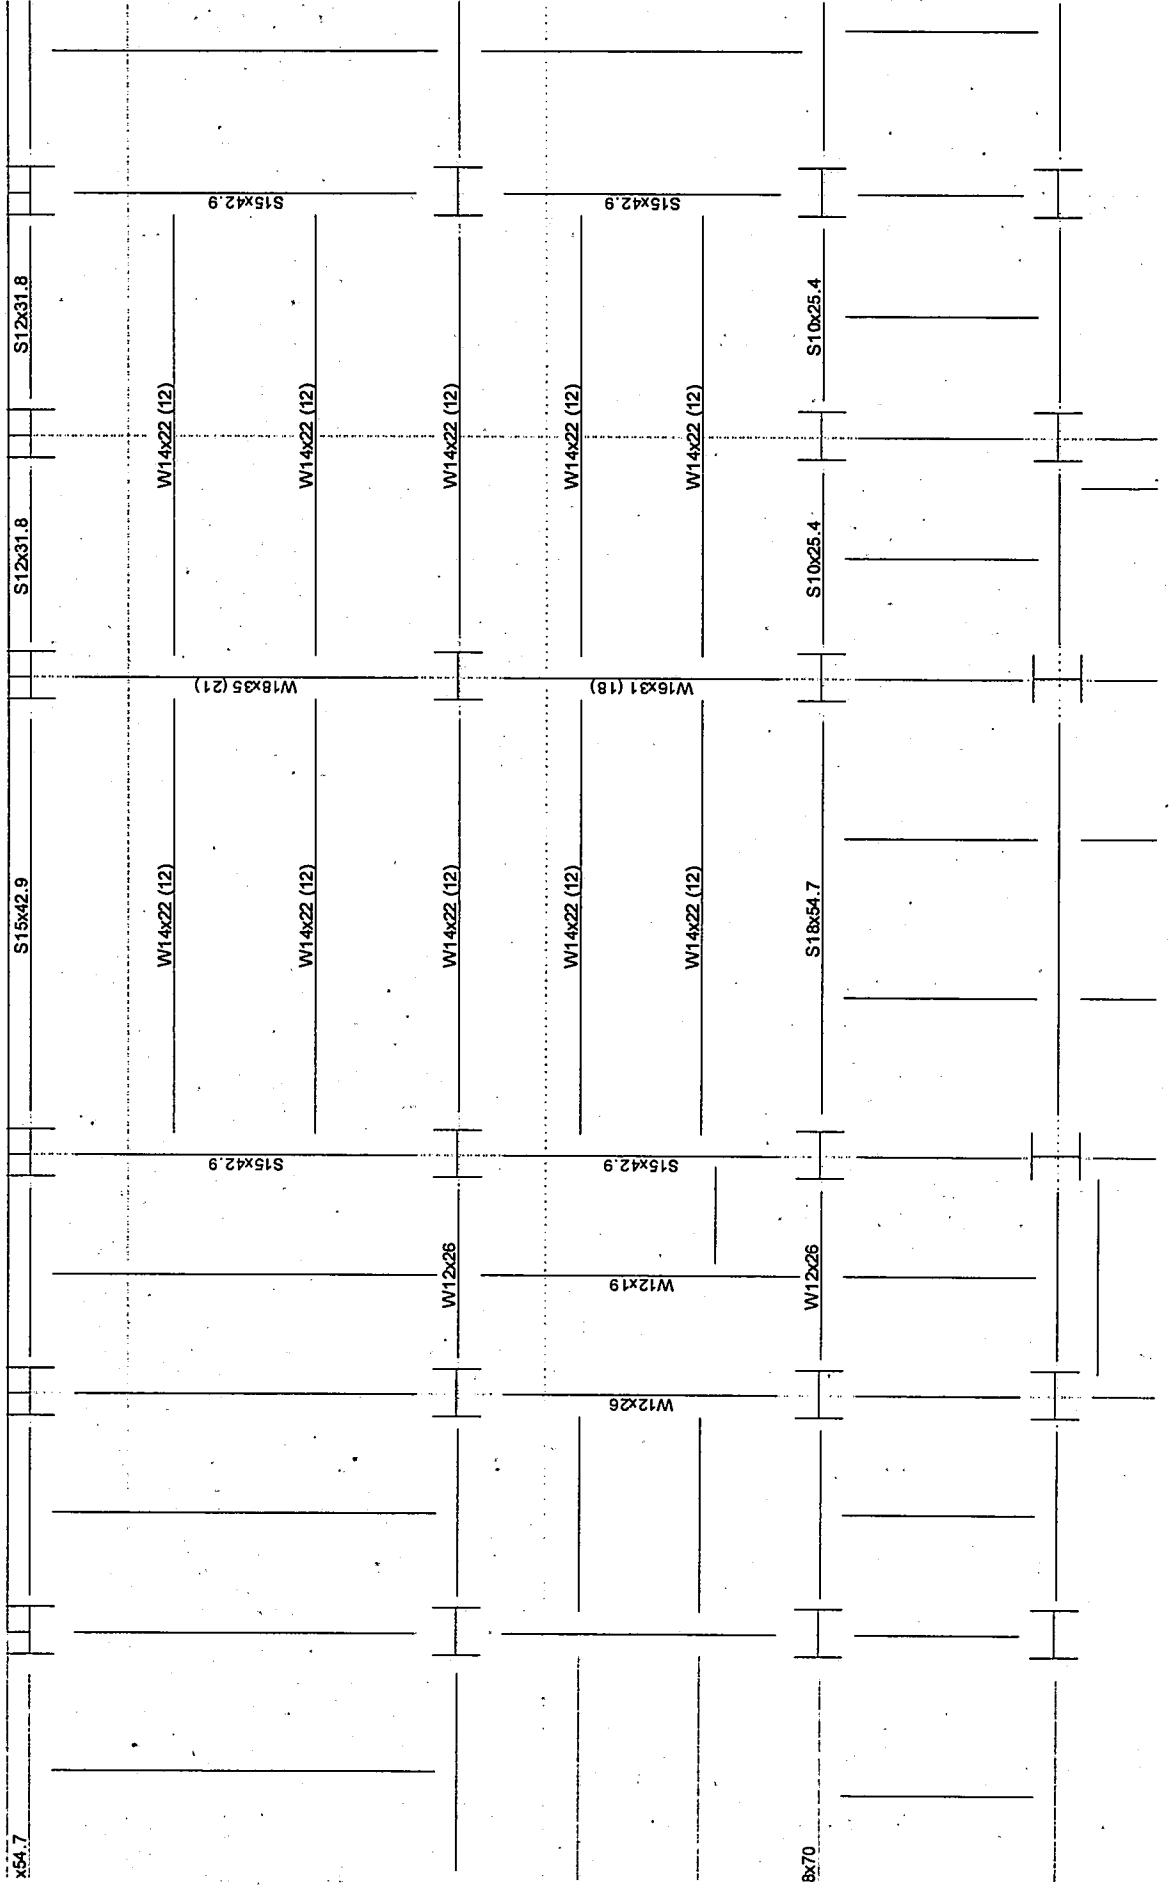 S15x42.9
S15x42.9
S12x31.8
S10x25.4
W14x22 (12)
W14x22 (12)
W14x22 (12)
W14x22 (12)
W14x22 (12)
S12x31.8
S10x25.4
W18x35 (21)
W16x31 (18)
S15x42.9
W14x22 (12)
W14x22 (12)
W14x22 (12)
W14x22 (12)
W14x22 (12)
S18x54.7
S15x42.9
S15x42.9
W12x26
W12x19
W12x26
W12x26
x54.7
8x70